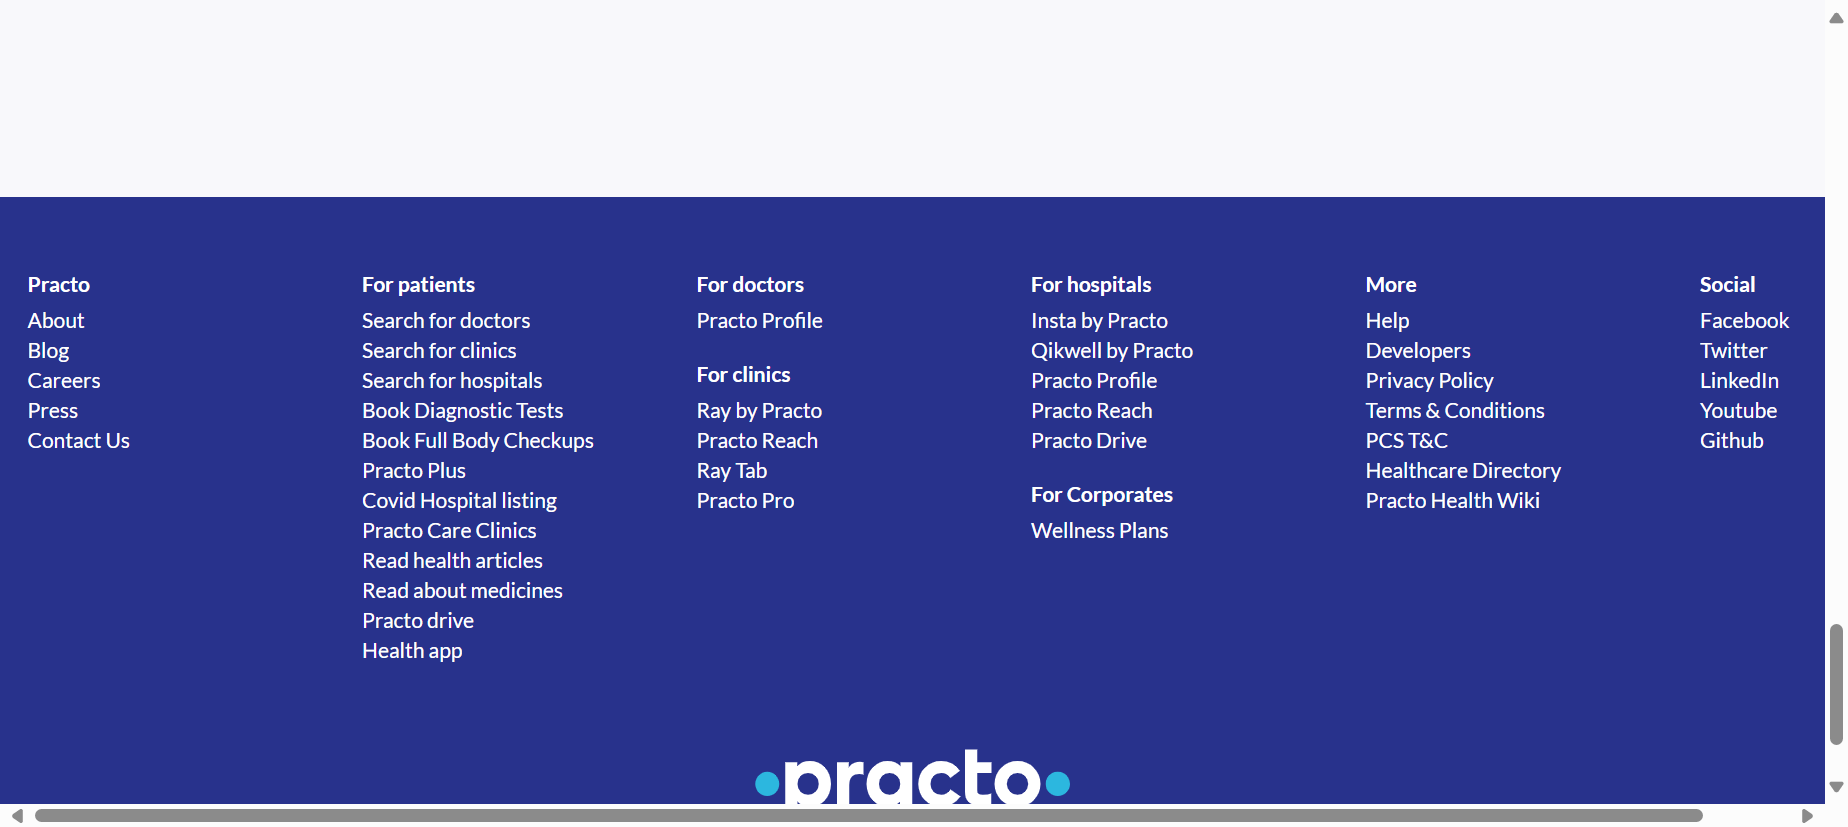 Practo
About
Blog
Careers
Press
Contact Us
For patients
Search for doctors
Search for clinics
Search for hospitals
Book Diagnostic Tests
Book Full Body Checkups
Practo Plus
Covid Hospital listing
Practo Care Clinics
Read health articles
Read about medicines
Practo drive
Health app
For doctors
Practo Profile
For clinics
Ray by Practo
Practo Reach
Ray Tab
Practo Pro
For hospitals
Insta by Practo
Qikwell by Practo
Practo Profile
Practo Reach
Practo Drive
For Corporates
Wellness Plans
More
Help
Developers
Privacy Policy
Terms & Conditions
PCS T&C
Healthcare Directory
Practo Health Wiki
Social
Facebook
Twitter
LinkedIn
Youtube
Github
practo